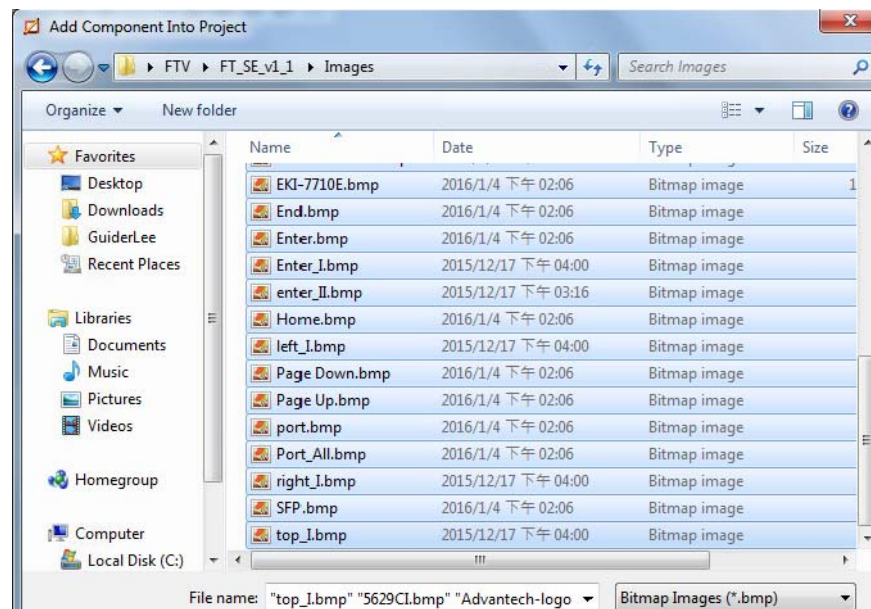 Add Component Into Project
FTV FT_SE_v1_1 Images Search Images
Organize New folder
Name Date Type Size
Favorites
Desktop
Downloads
GuiderLee
Recent Places
Libraries
Documents
Music
Pictures
Videos
Homegroup
Computer
Local Disk (C:)
EKI-7710E.bmp 2016/1/4 下午 02:06 Bitmap image 1
End.bmp 2016/1/4 下午 02:06 Bitmap image
Enter.bmp 2016/1/4 下午 02:06 Bitmap image
Enter_I.bmp 2015/12/17 下午 04:00 Bitmap image
enter_II.bmp 2015/12/17 下午 03:16 Bitmap image
Home.bmp 2016/1/4 下午 02:06 Bitmap image
left_I.bmp 2015/12/17 下午 04:00 Bitmap image
Page Down.bmp 2016/1/4 下午 02:06 Bitmap image
Page Up.bmp 2016/1/4 下午 02:06 Bitmap image
port.bmp 2016/1/4 下午 02:06 Bitmap image
Port_All.bmp 2016/1/4 下午 02:06 Bitmap image
right_I.bmp 2015/12/17 下午 04:00 Bitmap image
SFP.bmp 2016/1/4 下午 02:06 Bitmap image
top_I.bmp 2015/12/17 下午 04:00 Bitmap image
File name: "top_I.bmp" "5629CI.bmp" "Advantech-logo Bitmap Images (*.bmp)